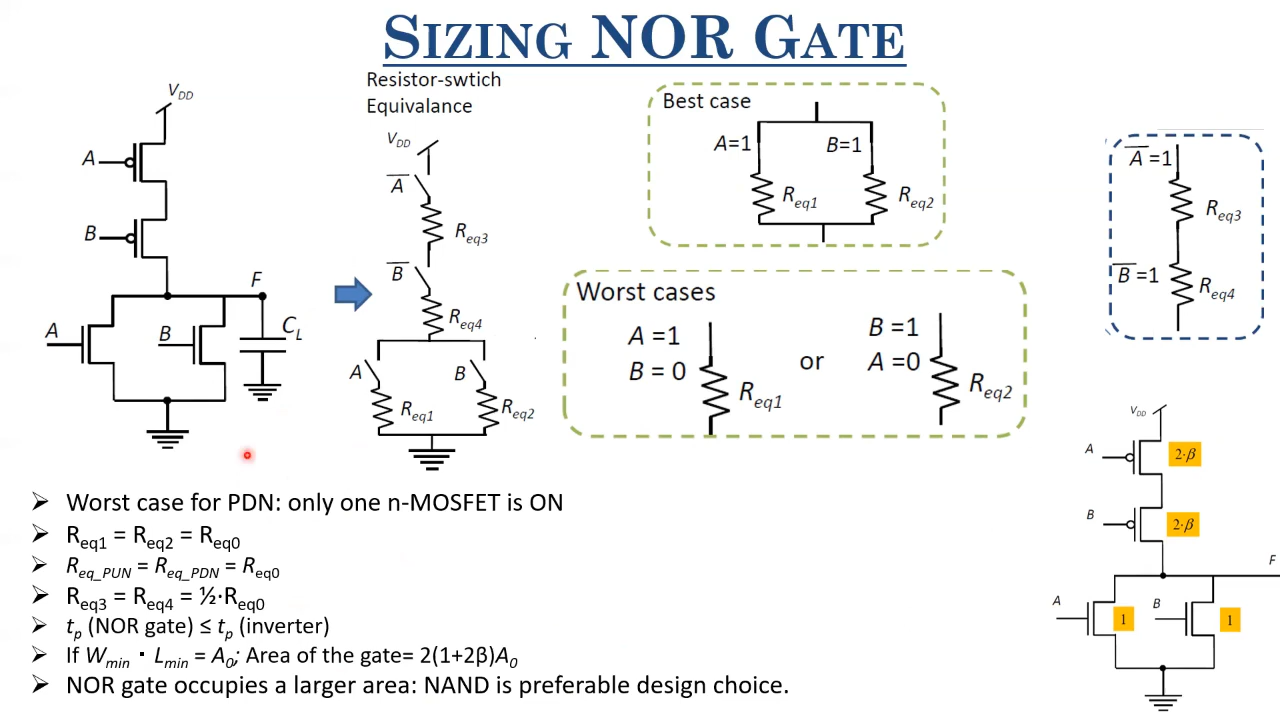 SIZING NOR GATE
Resistor-swtich
Equivalance
V_DD
A
B
F
C_L
A
B
V_DD
A̅
R_eq3
B̅
R_eq4
A
B
R_eq1
R_eq2
Best case
A=1
B=1
R_eq1
R_eq2
Worst cases
A =1
B = 0
R_eq1
or
B =1
A =0
R_eq2
A̅ =1
R_eq3
B̅ =1
R_eq4
V_DD
A
2·β
B
2·β
F
A
1
B
1
➢ Worst case for PDN: only one n-MOSFET is ON
➢ R_eq1 = R_eq2 = R_eq0
➢ R_eq_PUN = R_eq_PDN = R_eq0
➢ R_eq3 = R_eq4 = ½·R_eq0
➢ t_p (NOR gate) ≤ t_p (inverter)
➢ If W_min · L_min = A_0; Area of the gate= 2(1+2β)A_0
➢ NOR gate occupies a larger area: NAND is preferable design choice.